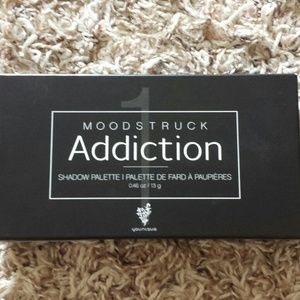 1
MOODSTRUCK
Addiction
SHADOW PALETTE | PALETTE DE FARD À PAUPIÈRES
0.46 oz / 13 g
younique